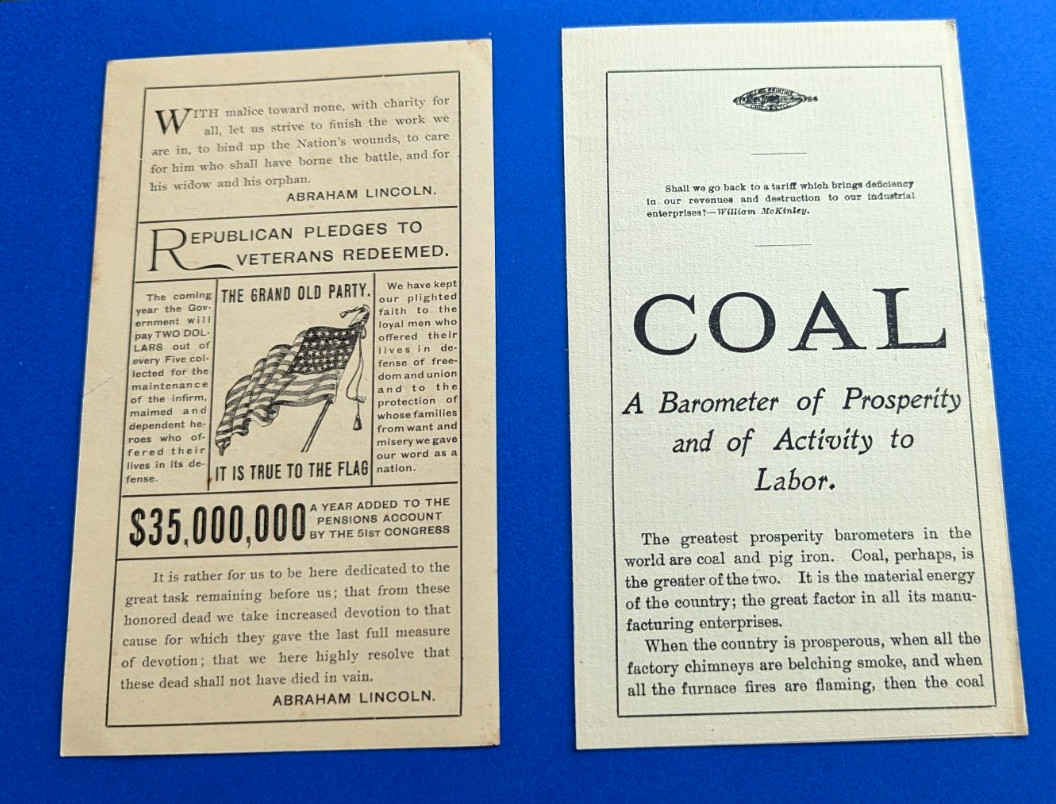 WITH malice toward none, with charity for
all, let us strive to finish the work we
are in, to bind up the Nation's wounds, to care
for him who shall have borne the battle, and for
his widow and his orphan.
ABRAHAM LINCOLN.
REPUBLICAN PLEDGES TO
VETERANS REDEEMED.
The coming
year the Gov-
ernment will
pay TWO DOL-
LARS out of
every Five col-
lected for the
maintenance
of the infirm,
maimed and
dependent he-
roes who of-
fered their
lives in its de-
fense.
THE GRAND OLD PARTY.
IT IS TRUE TO THE FLAG
We have kept
our plighted
faith to the
loyal men who
offered their
lives in de-
fense of free-
dom and union
and to the
protection of
whose families
from want and
misery we gave
our word as a
nation.
$35,000,000
A YEAR ADDED TO THE
PENSIONS ACCOUNT
BY THE 51ST CONGRESS
It is rather for us to be here dedicated to the
great task remaining before us; that from these
honored dead we take increased devotion to that
cause for which they gave the last full measure
of devotion; that we here highly resolve that
these dead shall not have died in vain.
ABRAHAM LINCOLN.
Shall we go back to a tariff which brings deficiency
in our revenues and destruction to our industrial
enterprises?—William McKinley.
COAL
A Barometer of Prosperity
and of Activity to
Labor.
The greatest prosperity barometers in the
world are coal and pig iron. Coal, perhaps, is
the greater of the two. It is the material energy
of the country; the great factor in all its manu-
facturing enterprises.
When the country is prosperous, when all the
factory chimneys are belching smoke, and when
all the furnace fires are flaming, then the coal